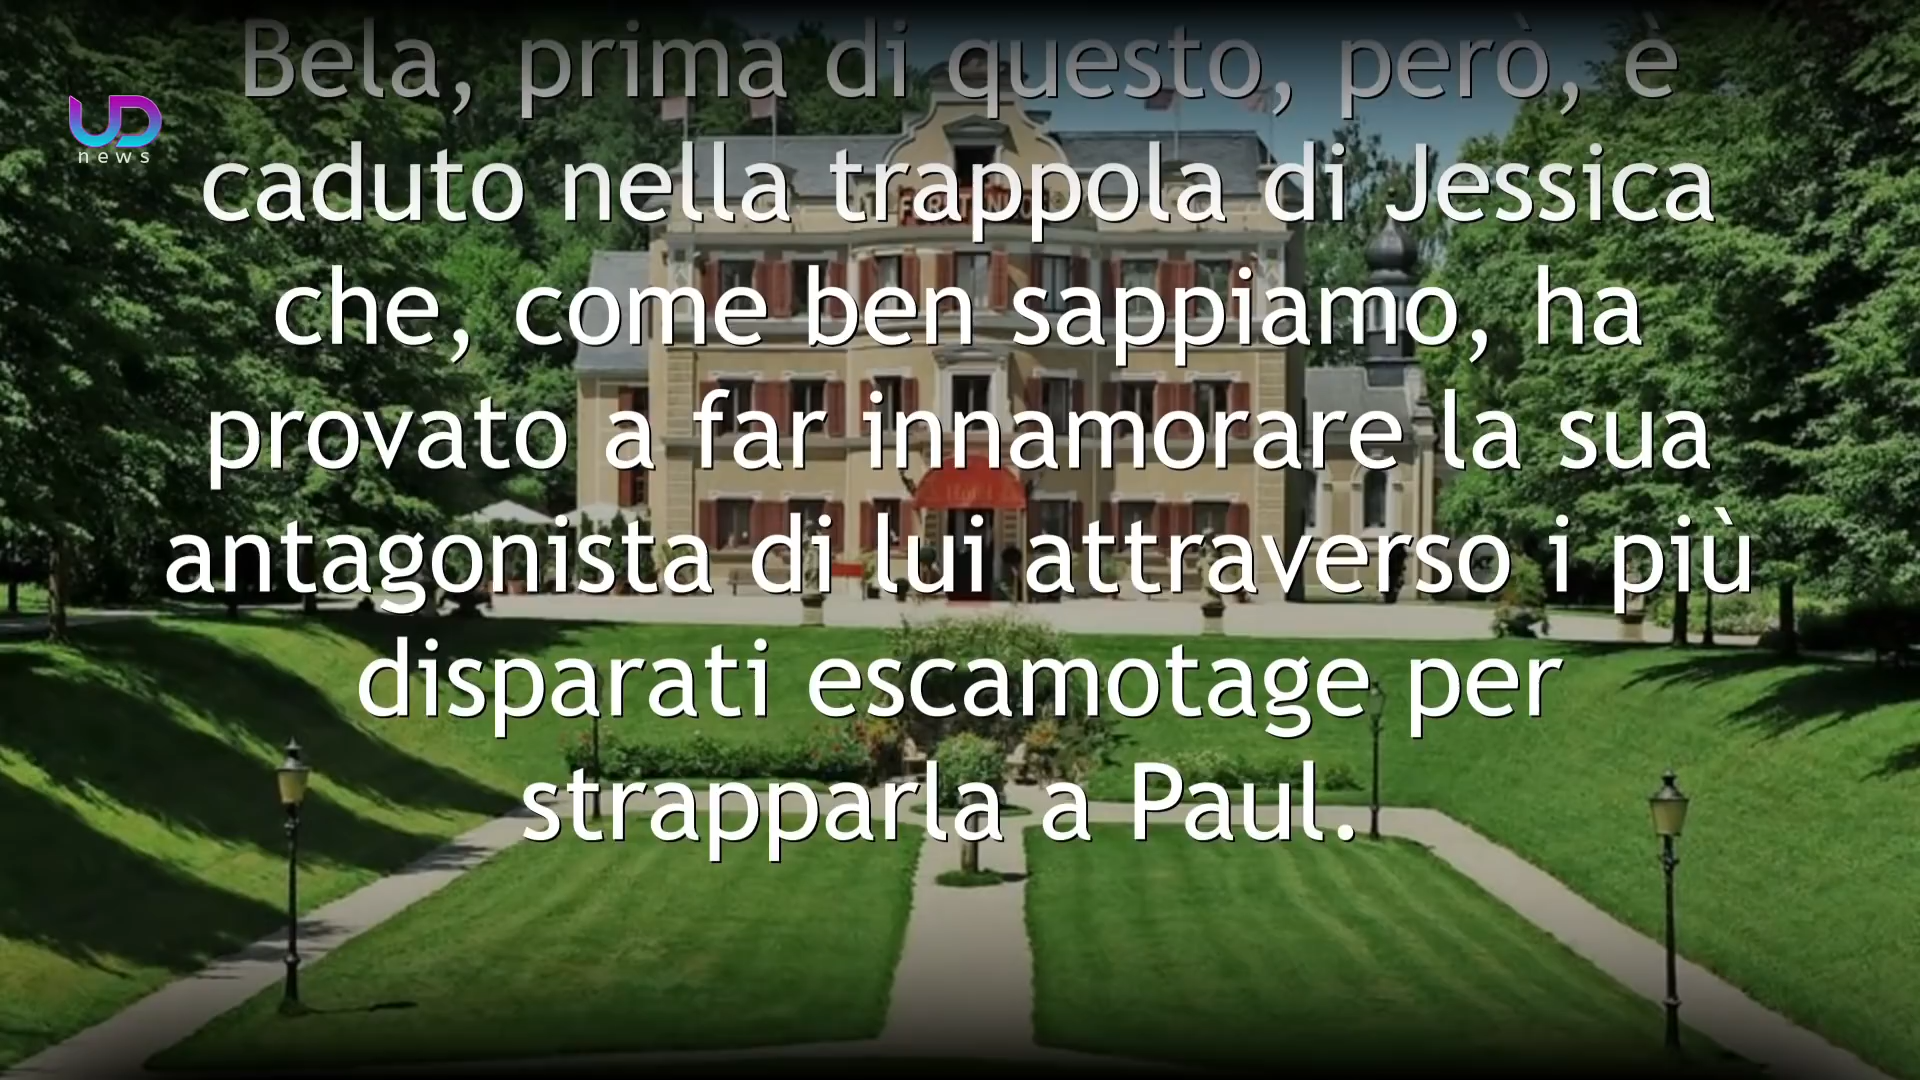 Bela, prima di questo, però, è
UD
news
caduto nella trappola di Jessica
che, come ben sappiamo, ha
provato a far innamorare la sua
antagonista di lui attraverso i più
disparati escamotage per
strapparla a Paul.